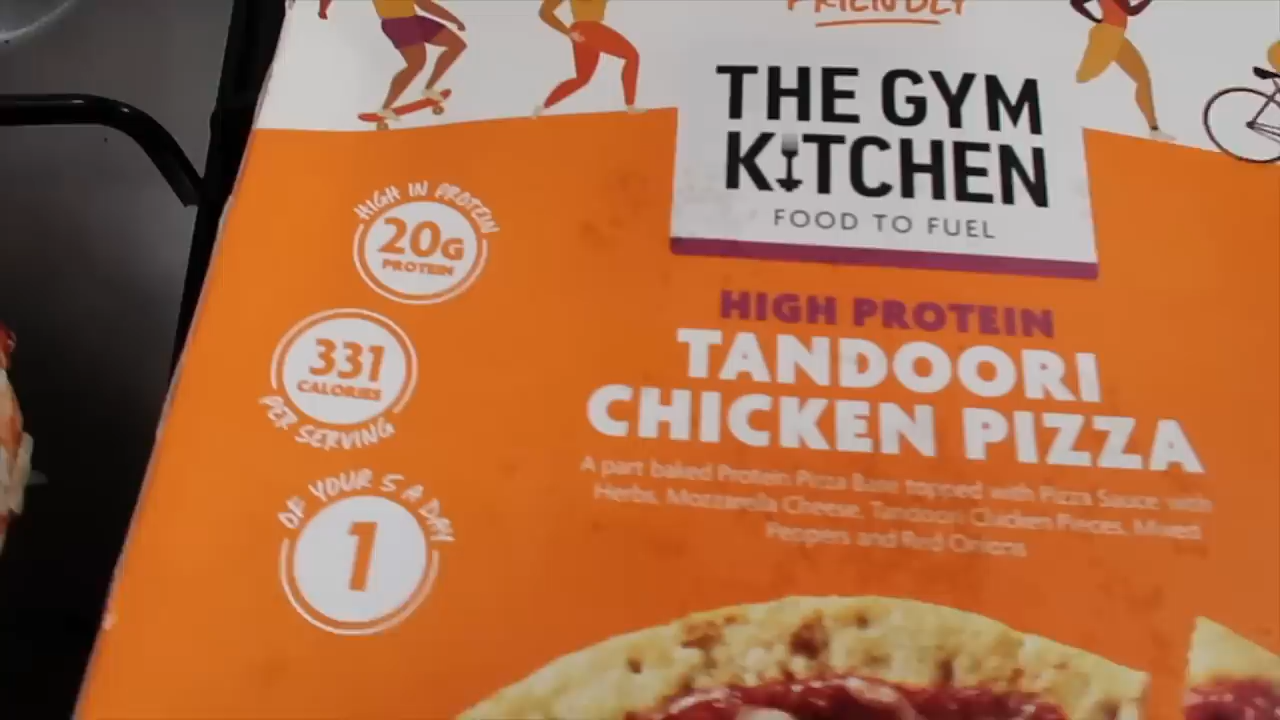 FRIENDLY
THE GYM
KITCHEN
FOOD TO FUEL
HIGH IN PROTEIN
20G
PROTEIN
331
CALORIES
PER SERVING
OF YOUR 5 A DAY
1
HIGH PROTEIN
TANDOORI
CHICKEN PIZZA
A part baked Protein Pizza Base topped with Pizza Sauce with
Herbs, Mozzarella Cheese, Tandoori Chicken Pieces, Mixed
Peppers and Red Onions